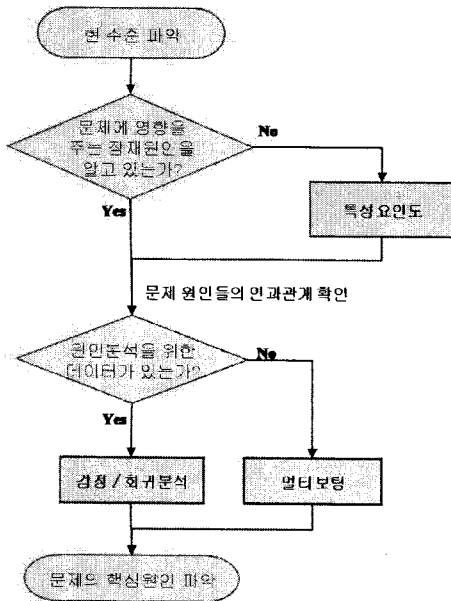 현 수준 파악
문제에 영향을
주는 잠재원인을
알고 있는가?
No
Yes
특성요인도
문제 원인들의 인과관계 확인
원인분석을 위한
데이터가 있는가?
No
Yes
검정 / 회귀분석
멀티보팅
문제의 핵심원인 파악